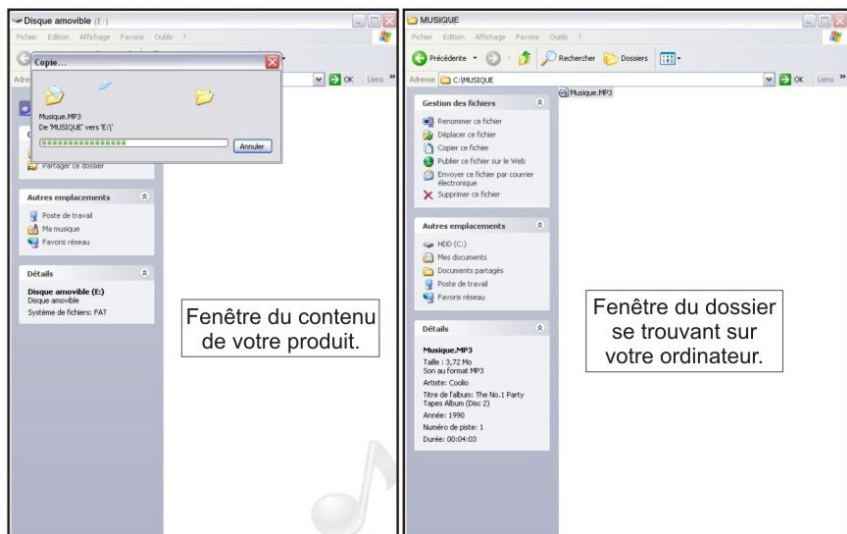 Disque amovible (E:)
Fichier Edition Affichage Favoris Outils ?
Copie...
Musique.MP3
De 'MUSIQUE' vers 'E:\'
Annuler
OK Liens »
Partager ce dossier
Autres emplacements
Poste de travail
Ma musique
Favoris réseau
Détails
Disque amovible (E:)
Disque amovible
Système de fichiers: FAT
Fenêtre du contenu
de votre produit.
MUSIQUE
Fichier Edition Affichage Favoris Outils ?
Précédente Rechercher Dossiers
Adresse C:\MUSIQUE OK Liens »
Gestion des fichiers
Renommer ce fichier
Déplacer ce fichier
Copier ce fichier
Publier ce fichier sur le Web
Envoyer ce fichier par courrier
électronique
Supprimer ce fichier
Musique.MP3
Autres emplacements
HDD (C:)
Mes documents
Documents partagés
Poste de travail
Favoris réseau
Détails
Musique.MP3
Taille : 3,72 Mo
Son au format MP3
Artiste: Coolio
Titre de l'album: The No.1 Party
Tapes Album (Disc 2)
Année: 1990
Numéro de piste: 1
Durée: 00:04:03
Fenêtre du dossier
se trouvant sur
votre ordinateur.